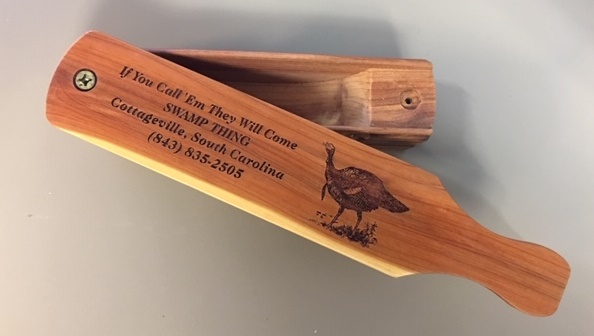 If You Call 'Em They Will Come
SWAMP THING
Cottageville, South Carolina
(843) 835-2505